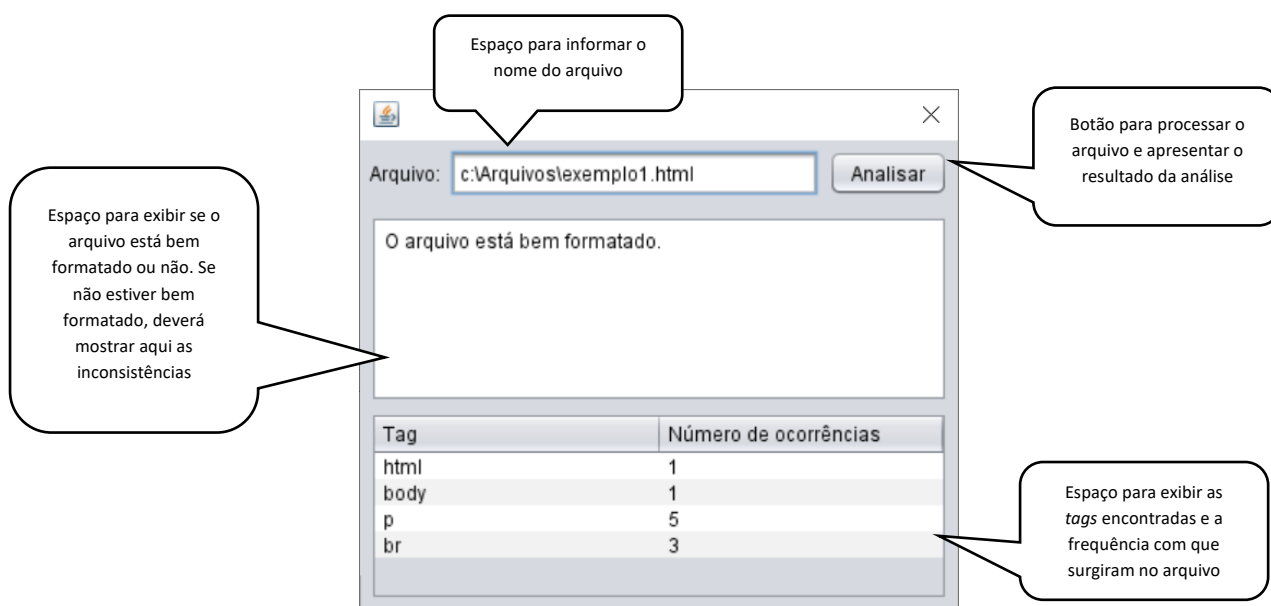 Espaço para informar o
nome do arquivo
Botão para processar o
arquivo e apresentar o
resultado da análise
Arquivo: c:\Arquivos\exemplo1.html Analisar
Espaço para exibir se o
arquivo está bem
formatado ou não. Se
não estiver bem
formatado, deverá
mostrar aqui as
inconsistências
O arquivo está bem formatado.
Tag Número de ocorrências
html 1
body 1
p 5
br 3
Espaço para exibir as
tags encontradas e a
frequência com que
surgiram no arquivo